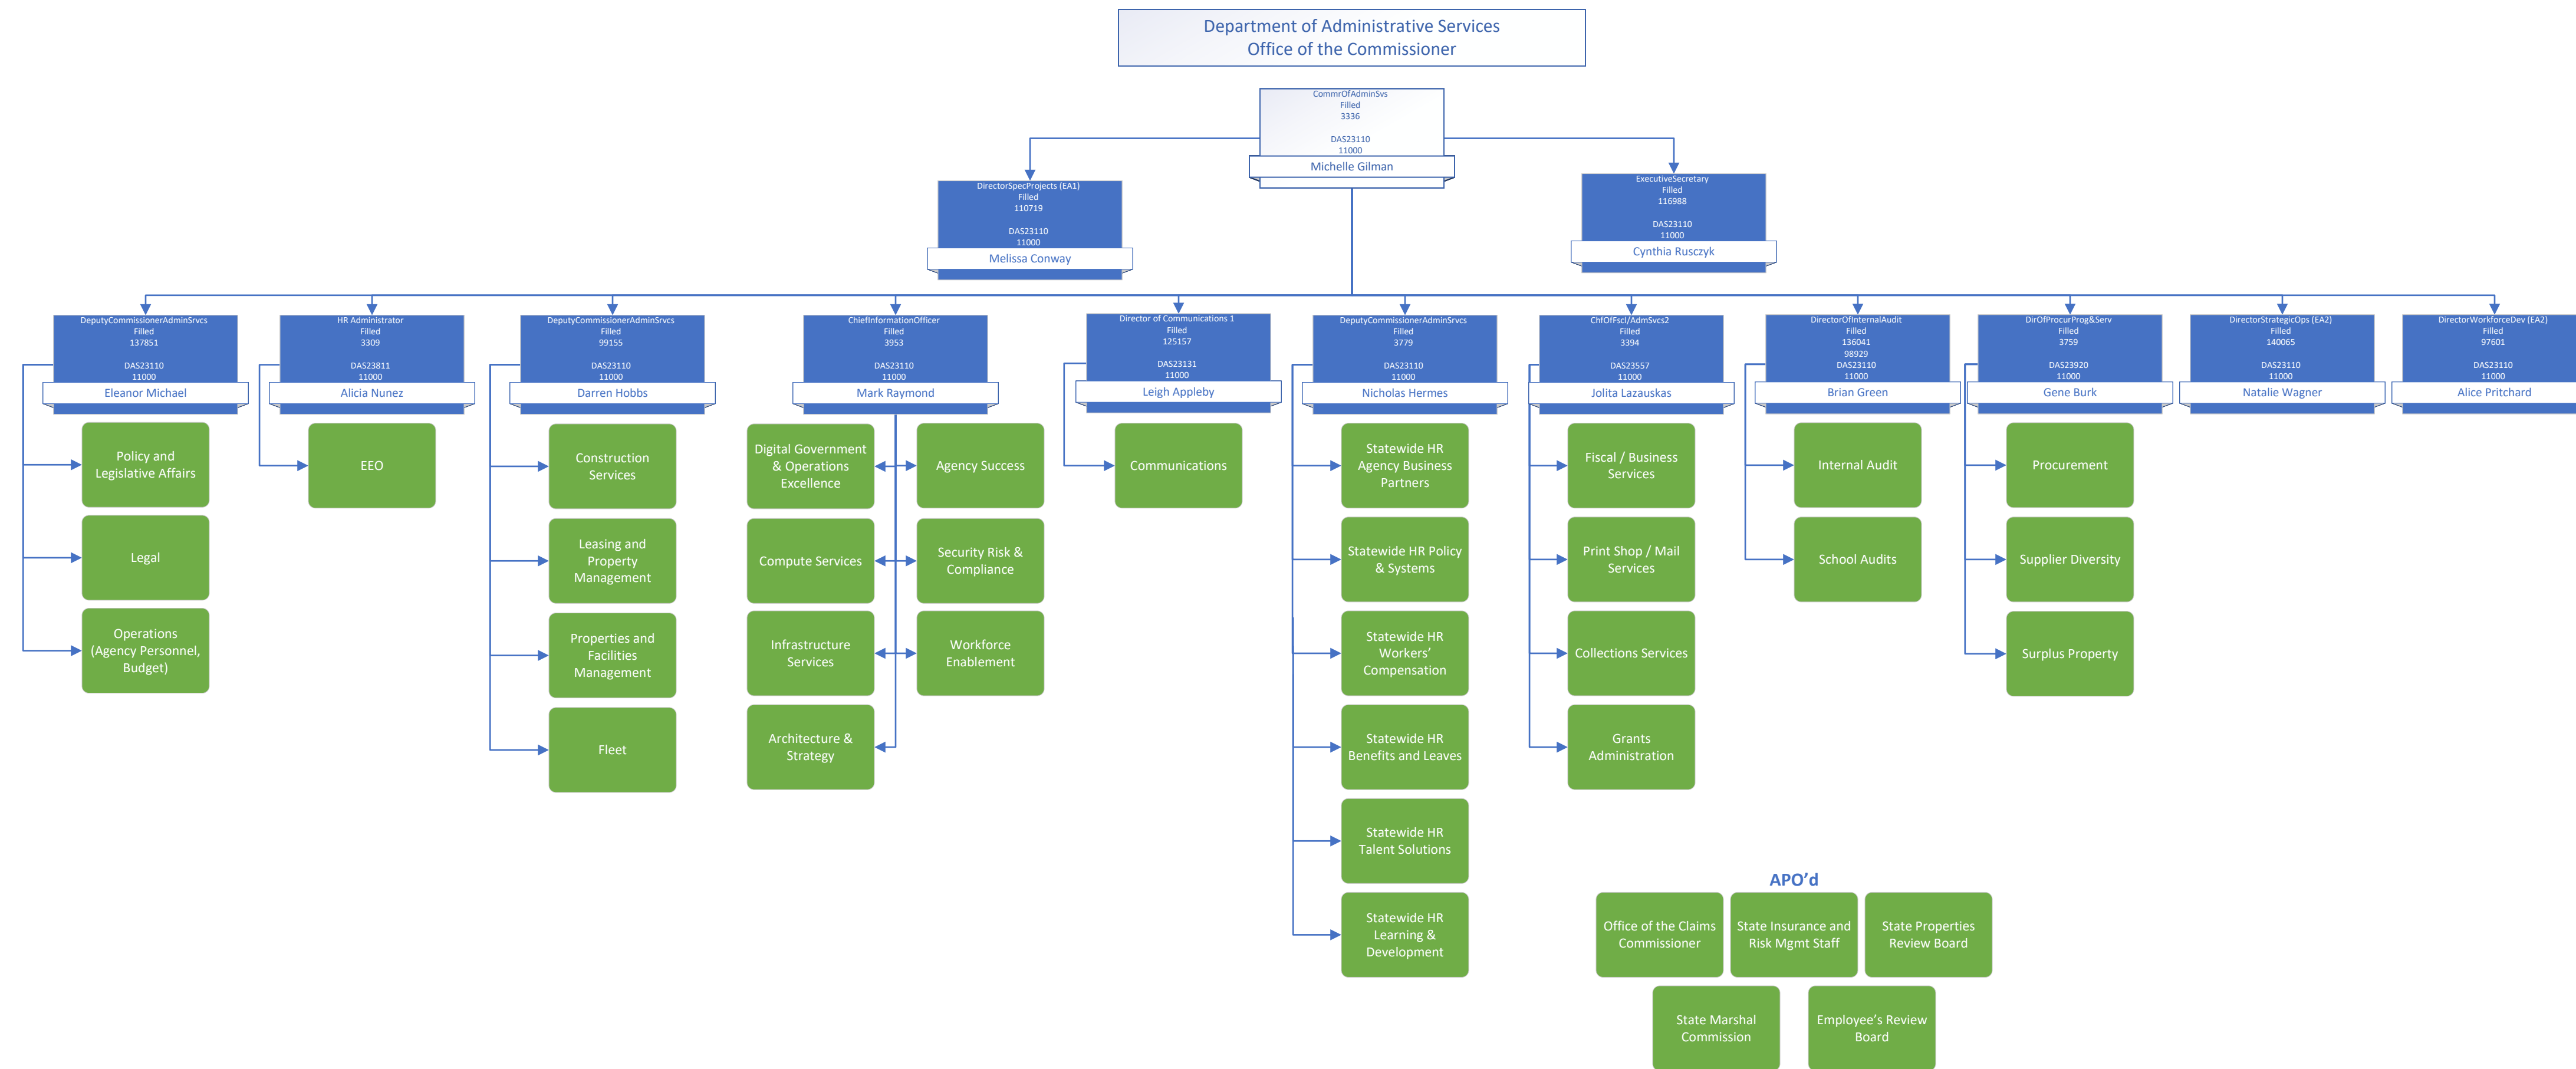 Department of Administrative Services
Office of the Commissioner
CommrOfAdminSvs
Filled
3336
DAS23110
11000
Michelle Gilman
DirectorSpecProjects (EA1)
Filled
110719
DAS23110
11000
Melissa Conway
ExecutiveSecretary
Filled
116988
DAS23110
11000
Cynthia Rusczyk
DeputyCommissionerAdminSrvcs
Filled
137851
DAS23110
11000
Eleanor Michael
Policy and
Legislative Affairs
Legal
Operations
(Agency Personnel,
Budget)
HR Administrator
Filled
3309
DAS23811
11000
Alicia Nunez
EEO
DeputyCommissionerAdminSrvcs
Filled
99155
DAS23110
11000
Darren Hobbs
Construction
Services
Leasing and
Property
Management
Properties and
Facilities
Management
Fleet
ChiefInformationOfficer
Filled
3953
DAS23110
11000
Mark Raymond
Digital Government
& Operations
Excellence
Agency Success
Compute Services
Security Risk &
Compliance
Infrastructure
Services
Workforce
Enablement
Architecture &
Strategy
Director of Communications 1
Filled
125157
DAS23131
11000
Leigh Appleby
Communications
DeputyCommissionerAdminSrvcs
Filled
3779
DAS23110
11000
Nicholas Hermes
Statewide HR
Agency Business
Partners
Statewide HR Policy
& Systems
Statewide HR
Workers’
Compensation
Statewide HR
Benefits and Leaves
Statewide HR
Talent Solutions
Statewide HR
Learning &
Development
ChfOfFscl/AdmSvcs2
Filled
3394
DAS23557
11000
Jolita Lazauskas
Fiscal / Business
Services
Print Shop / Mail
Services
Collections Services
Grants
Administration
DirectorOfInternalAudit
Filled
136041
98929
DAS23110
11000
Brian Green
Internal Audit
School Audits
DirOfProcurProg&Serv
Filled
3759
DAS23920
11000
Gene Burk
Procurement
Supplier Diversity
Surplus Property
DirectorStrategicOps (EA2)
Filled
140065
DAS23110
11000
Natalie Wagner
DirectorWorkforceDev (EA2)
Filled
97601
DAS23110
11000
Alice Pritchard
APO’d
Office of the Claims
Commissioner
State Insurance and
Risk Mgmt Staff
State Properties
Review Board
State Marshal
Commission
Employee’s Review
Board